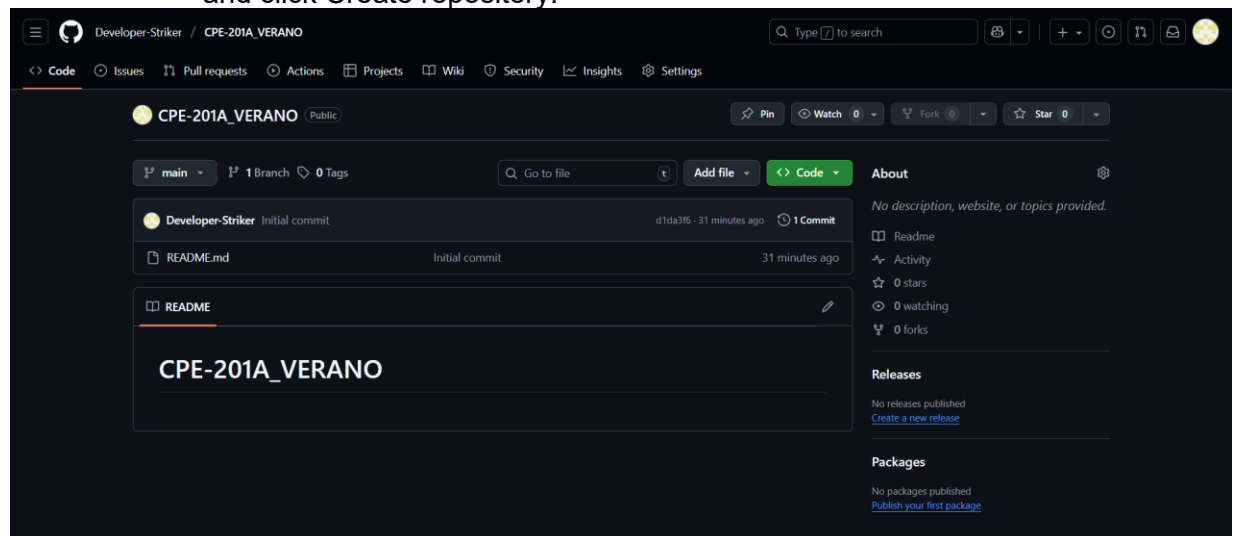 and click Create repository.
Developer-Striker / CPE-201A_VERANO
Type / to search
Code Issues Pull requests Actions Projects Wiki Security Insights Settings
CPE-201A_VERANO Public
Pin Watch 0 Fork 0 Star 0
main 1 Branch 0 Tags
Go to file t Add file Code
About
No description, website, or topics provided.
Developer-Striker Initial commit d1da3f6 · 31 minutes ago 1 Commit
README.md Initial commit 31 minutes ago
Readme
Activity
0 stars
0 watching
0 forks
README
CPE-201A_VERANO
Releases
No releases published
Create a new release
Packages
No packages published
Publish your first package